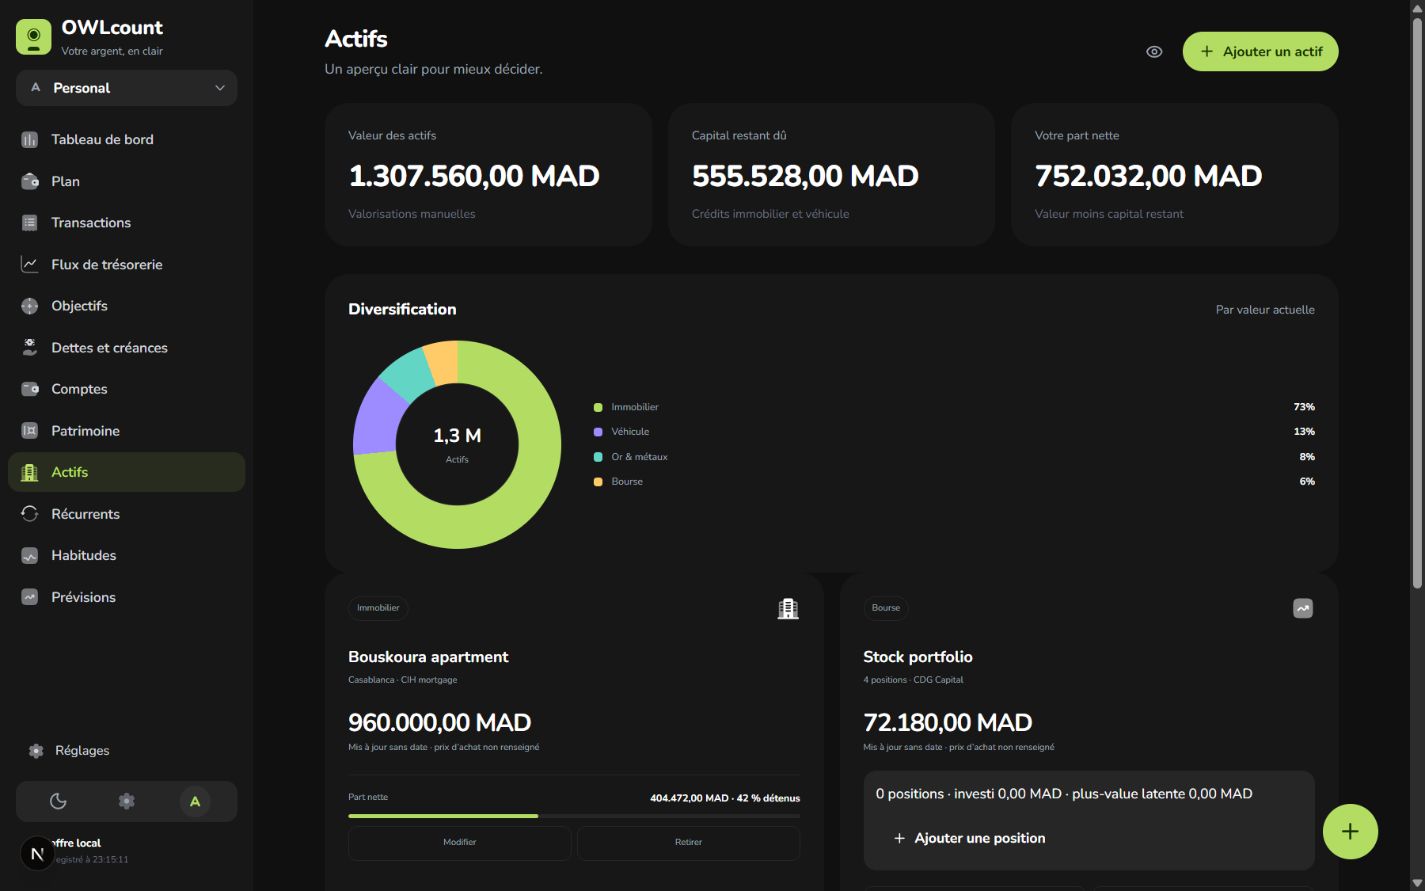 OWLcount
Votre argent, en clair
A Personal
Tableau de bord
Plan
Transactions
Flux de trésorerie
Objectifs
Dettes et créances
Comptes
Patrimoine
Actifs
Récurrents
Habitudes
Prévisions
Réglages
A
offre local
N
egistré à 23:15:11
Actifs
Un aperçu clair pour mieux décider.
+ Ajouter un actif
Valeur des actifs
1.307.560,00 MAD
Valorisations manuelles
Capital restant dû
555.528,00 MAD
Crédits immobilier et véhicule
Votre part nette
752.032,00 MAD
Valeur moins capital restant
Diversification
Par valeur actuelle
1,3 M
Actifs
Immobilier 73%
Véhicule 13%
Or & métaux 8%
Bourse 6%
Immobilier
Bouskoura apartment
Casablanca · CIH mortgage
960.000,00 MAD
Mis à jour sans date · prix d'achat non renseigné
Part nette 404.472,00 MAD · 42 % détenus
Modifier
Retirer
Bourse
Stock portfolio
4 positions · CDG Capital
72.180,00 MAD
Mis à jour sans date · prix d'achat non renseigné
0 positions · investi 0,00 MAD · plus-value latente 0,00 MAD
+ Ajouter une position
+